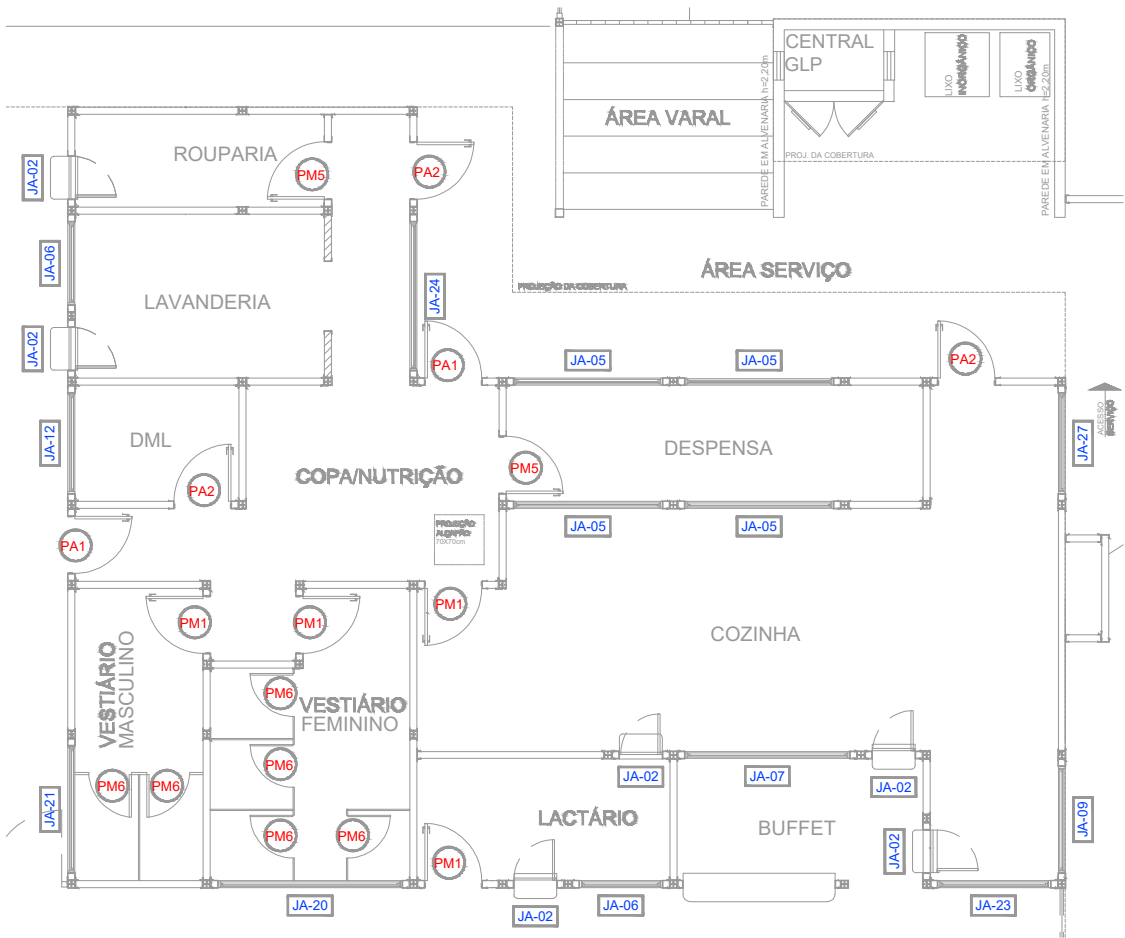 CENTRAL
GLP
LIXO
INORGÂNICO
LIXO
ORGÂNICO
PAREDE EM ALVENARIA h=2,20m
PAREDE EM ALVENARIA h=2,20m
ÁREA VARAL
PROJ. DA COBERTURA
ROUPARIA
PM5
PA2
JA-02
JA-06
LAVANDERIA
JA-24
ÁREA SERVIÇO
PROJEÇÃO DA COBERTURA
JA-02
PA1
JA-05
JA-05
PA2
ACESSO
SERVIÇO
JA-12
DML
PA2
COPA/NUTRIÇÃO
PM5
DESPENSA
JA-27
PROJEÇÃO
ALÇAPÃO
70X70cm
JA-05
JA-05
PA1
PM1
PM1
PM1
COZINHA
VESTIÁRIO
MASCULINO
PM6
VESTIÁRIO
FEMININO
PM6
PM6
PM6
JA-02
JA-07
JA-02
JA-21
LACTÁRIO
BUFFET
JA-09
PM6
PM6
PM1
JA-02
JA-20
JA-02
JA-06
JA-23